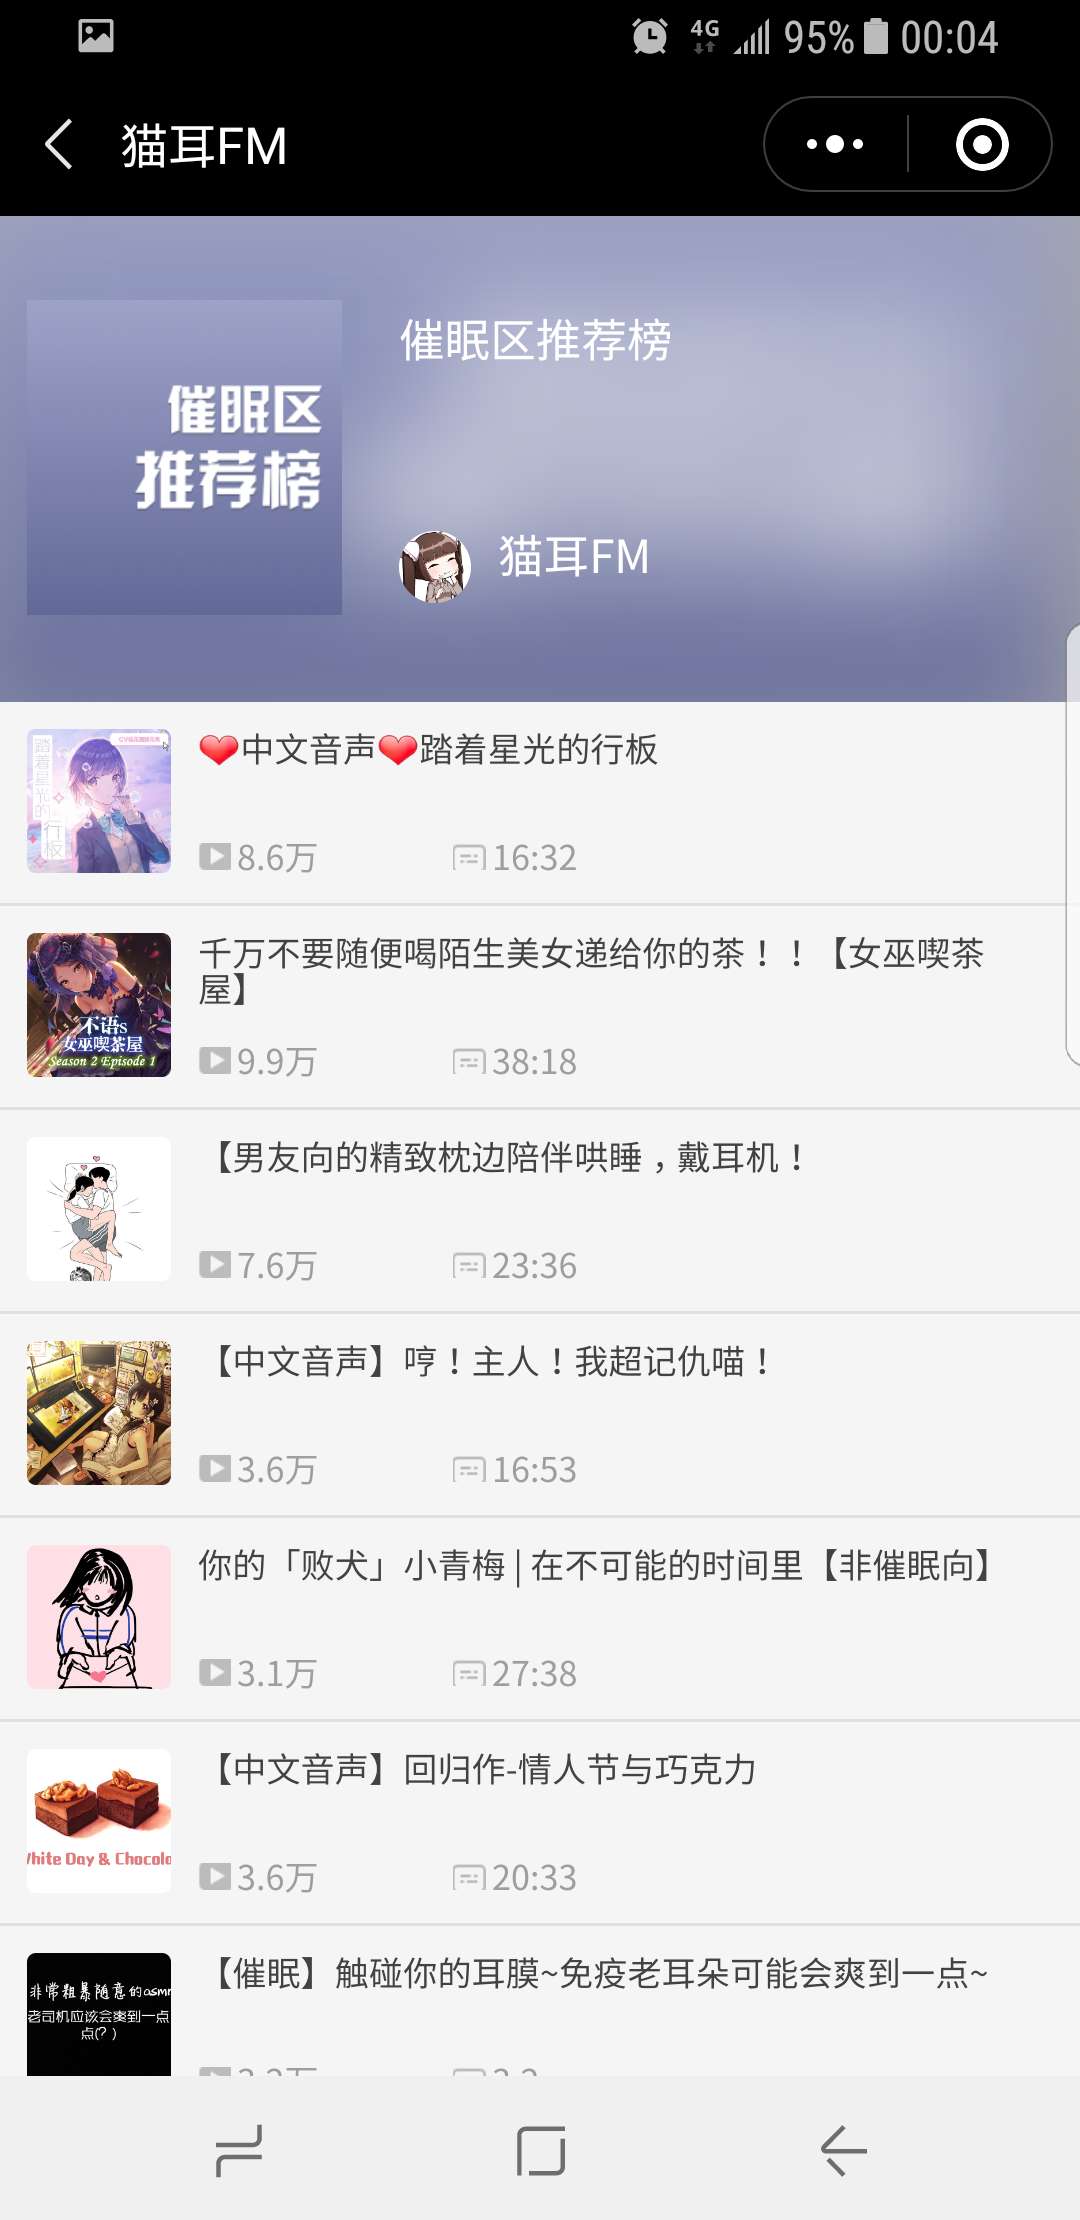 4G 95% 00:04
猫耳FM
催眠区
推荐榜
催眠区推荐榜
猫耳FM
踏着星光的行板
❤中文音声❤踏着星光的行板
8.6万 16:32
不语s
女巫喫茶屋
Season 2 Episode 1
千万不要随便喝陌生美女递给你的茶！！【女巫喫茶
屋】
9.9万 38:18
【男友向的精致枕边陪伴哄睡，戴耳机！
7.6万 23:36
【中文音声】哼！主人！我超记仇喵！
3.6万 16:53
你的「败犬」小青梅 | 在不可能的时间里【非催眠向】
3.1万 27:38
【中文音声】回归作-情人节与巧克力
hite Day & Chocola
3.6万 20:33
【催眠】触碰你的耳膜~免疫老耳朵可能会爽到一点~
非常粗暴随意的asmr
老司机应该会爽到一点
点(？)